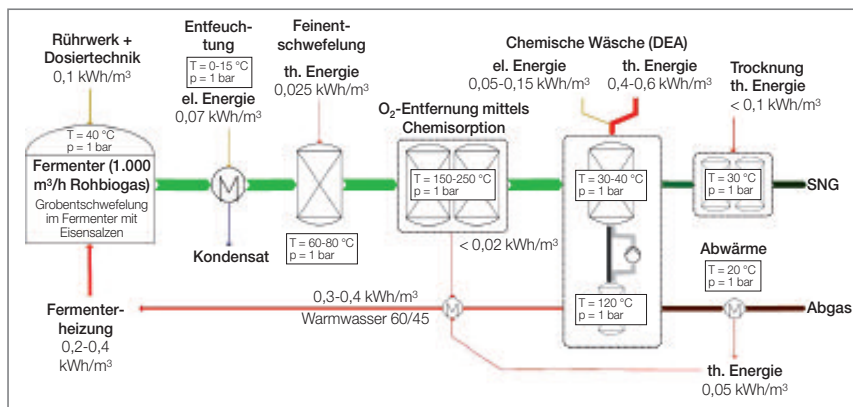 Rührwerk +
Dosiertechnik
0,1 kWh/m³
T = 40 °C
p = 1 bar
Fermenter (1.000
m³/h Rohbiogas)
Grobentschwefelung
im Fermenter mit
Eisensalzen
Fermenter-
heizung
0,2-0,4
kWh/m³
Entfeuch-
tung
T = 0-15 °C
p = 1 bar
el. Energie
0,07 kWh/m³
M
Kondensat
Feinent-
schwefelung
th. Energie
0,025 kWh/m³
T = 60-80 °C
p = 1 bar
O₂-Entfernung mittels
Chemisorption
T = 150-250 °C
p = 1 bar
< 0,02 kWh/m³
0,3-0,4 kWh/m³
Warmwasser 60/45
M
Chemische Wäsche (DEA)
el. Energie
0,05-0,15 kWh/m³
th. Energie
0,4-0,6 kWh/m³
T = 30-40 °C
p = 1 bar
T = 120 °C
p = 1 bar
Trocknung
th. Energie
< 0,1 kWh/m³
T = 30 °C
p = 1 bar
SNG
Abwärme
T = 20 °C
p = 1 bar
M
Abgas
th. Energie
0,05 kWh/m³